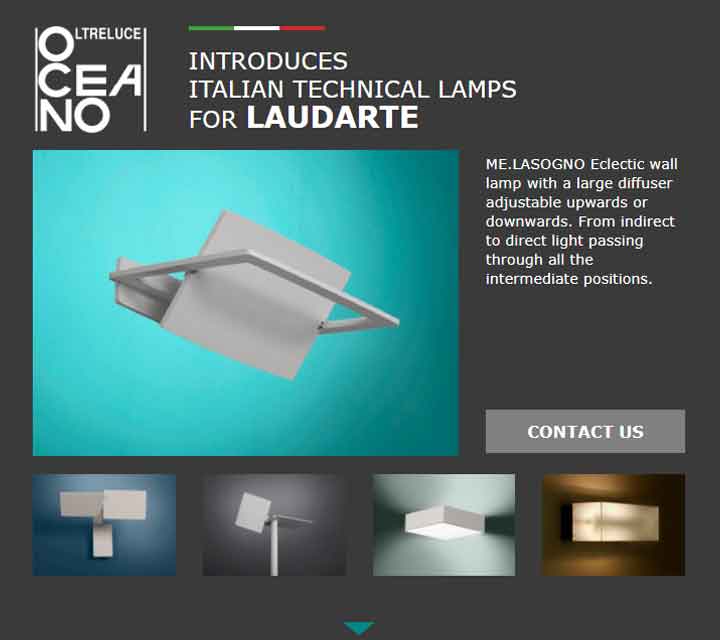 OLTRELUCE
OCEANO
INTRODUCES
ITALIAN TECHNICAL LAMPS
FOR LAUDARTE
ME.LASOGNO Eclectic wall
lamp with a large diffuser
adjustable upwards or
downwards. From indirect
to direct light passing
through all the
intermediate positions.
CONTACT US